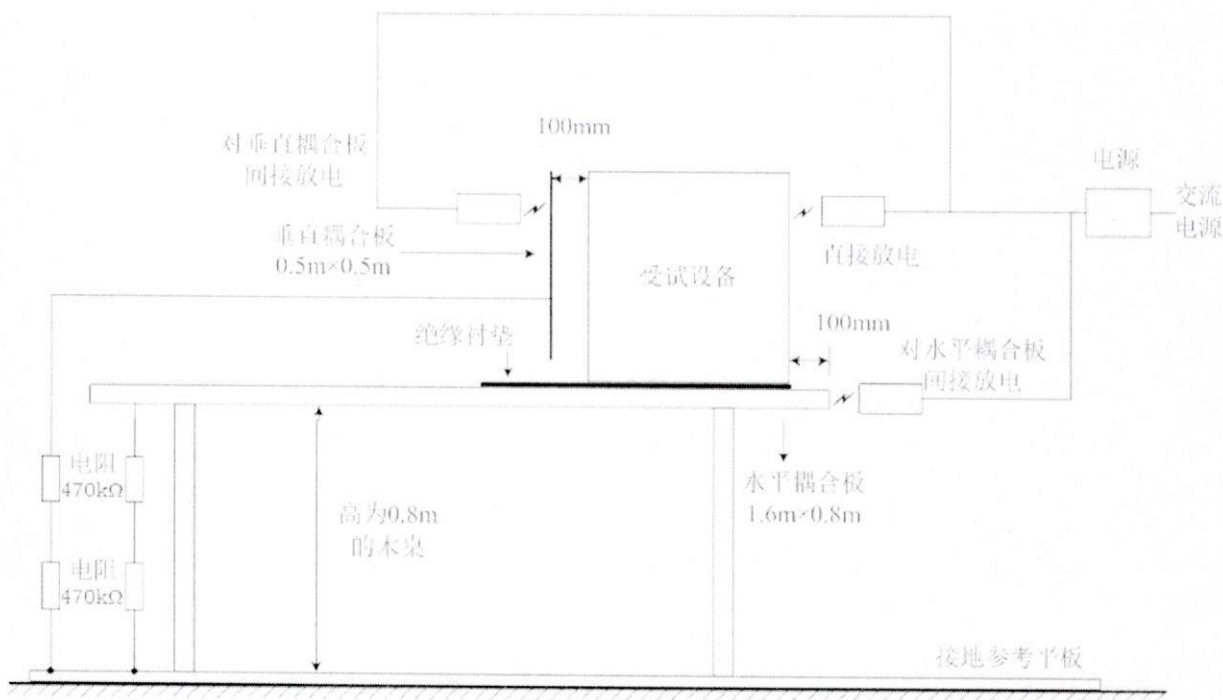 100mm
对垂直耦合板
间接放电
电源
交流
电源
垂直耦合板
0.5m×0.5m
直接放电
受试设备
100mm
绝缘衬垫
对水平耦合板
间接放电
电阻
470kΩ
水平耦合板
1.6m×0.8m
高为0.8m
的木桌
电阻
470kΩ
接地参考平板